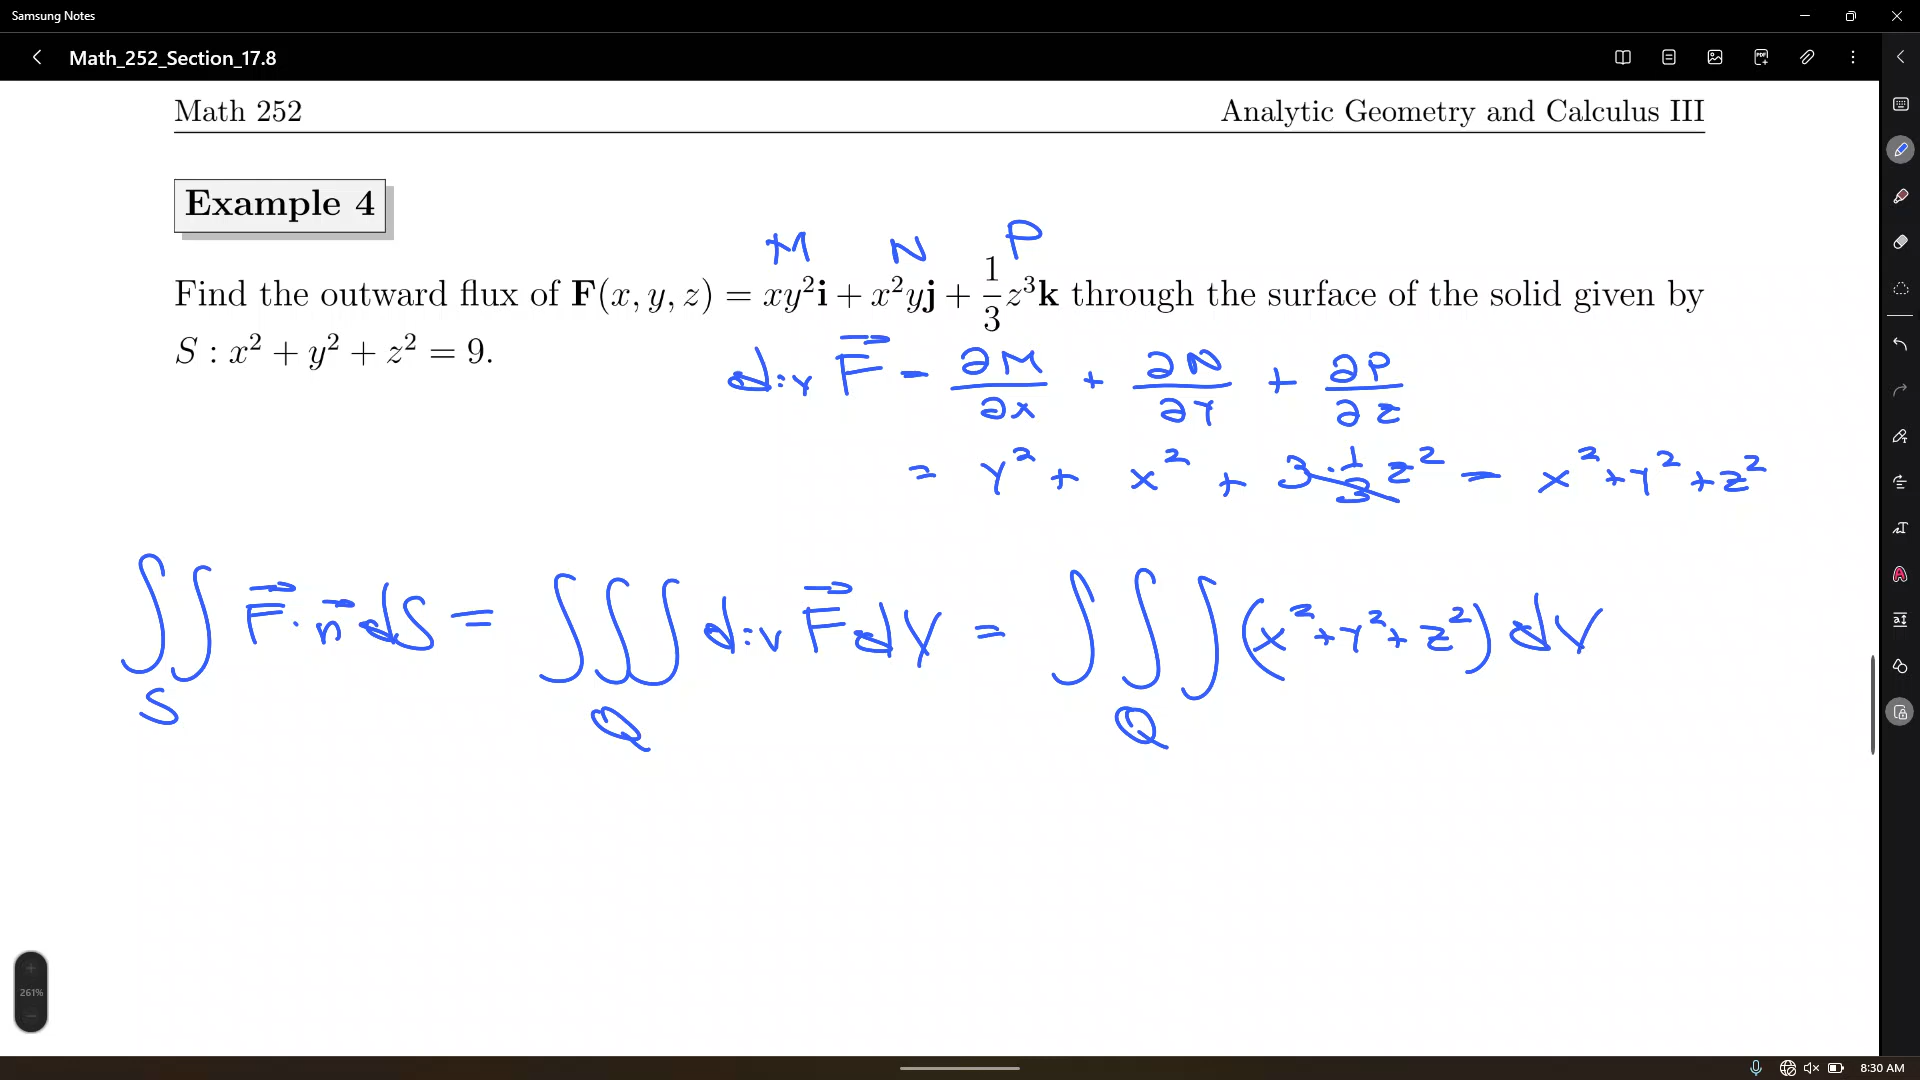 Samsung Notes
Math_252_Section_17.8
Math 252 Analytic Geometry and Calculus III
Example 4
M N P
Find the outward flux of F(x, y, z) = xy²i + x²yj + 1/3 z³k through the surface of the solid given by
S : x² + y² + z² = 9.
div F⃗ = ∂M/∂x + ∂N/∂Y + ∂P/∂z
= Y² + x² + 3·1/3 z² = x²+Y²+z²
∫∫_S F⃗·n⃗ dS = ∫∫∫_Q div F⃗ dV = ∫∫∫_Q (x²+Y²+z²) dV
261%
8:30 AM